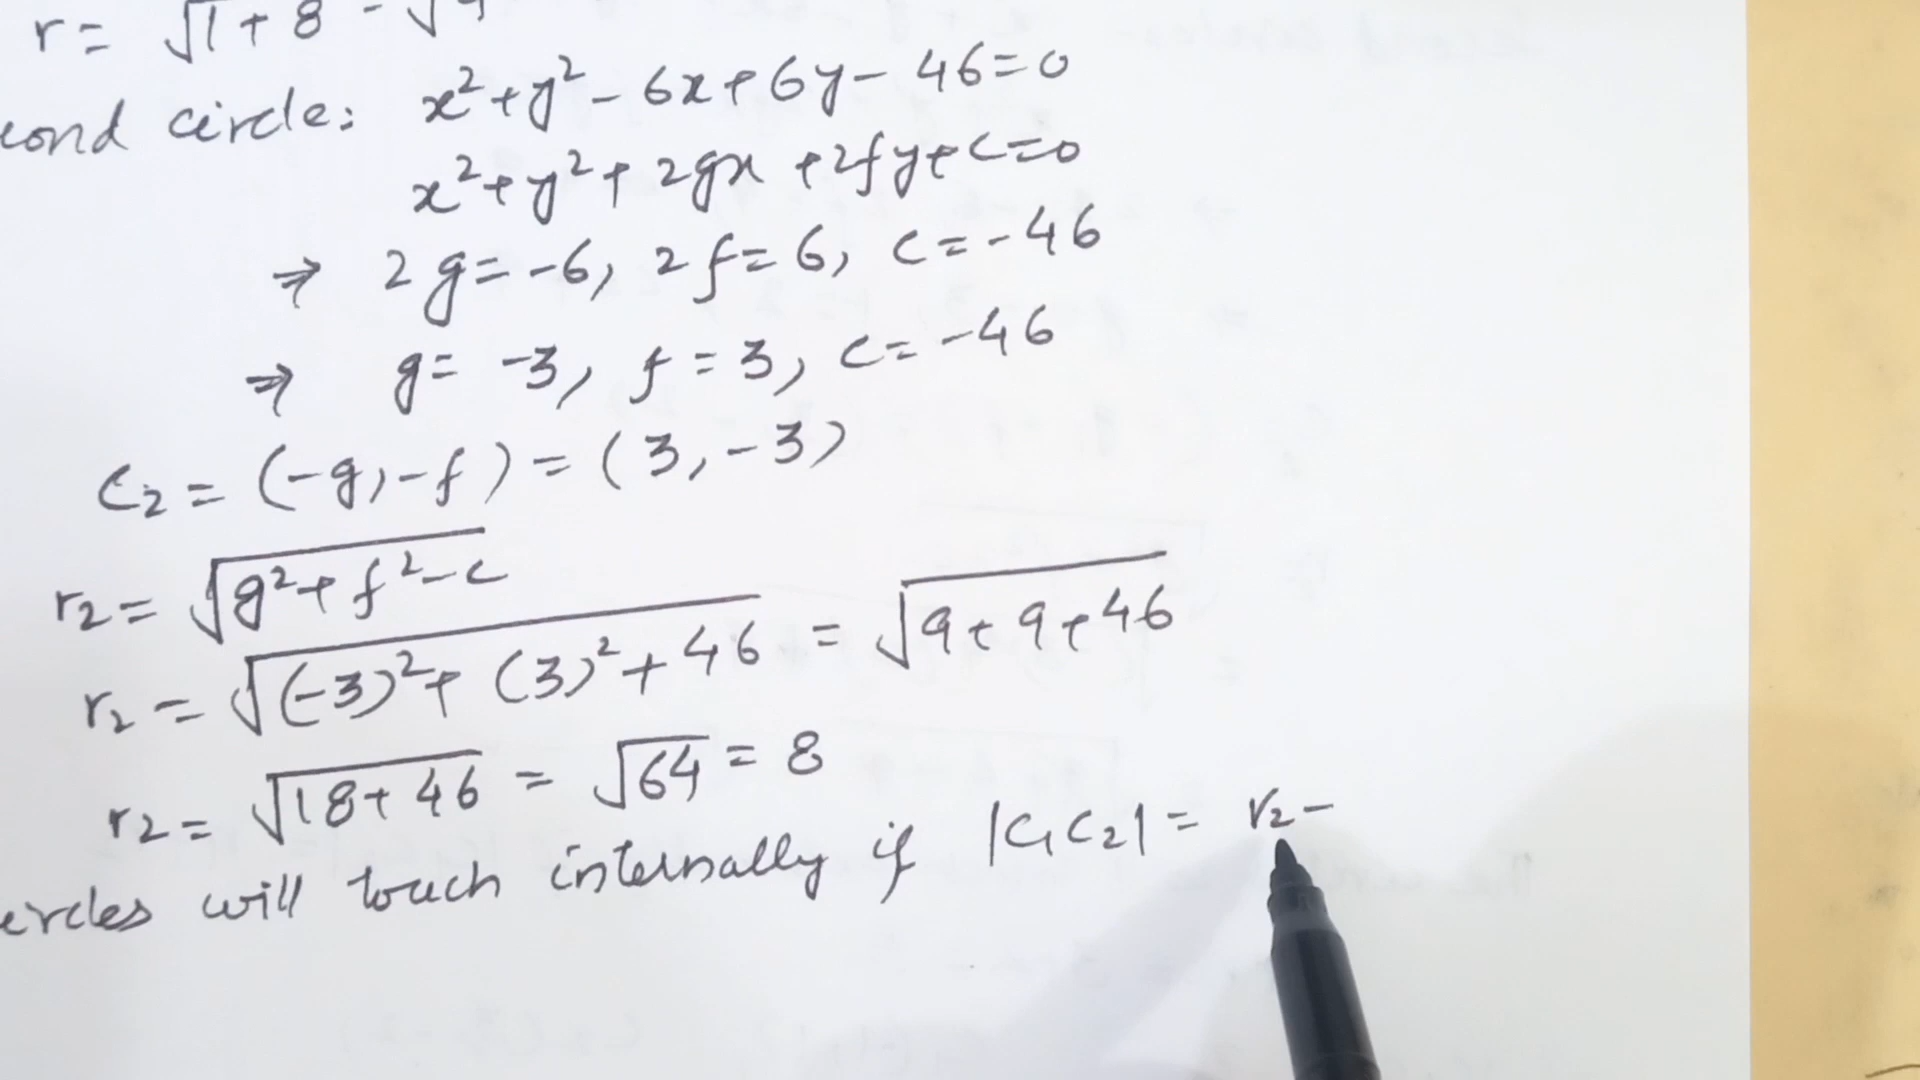 r = √1+8 = √9
cond circle: x²+y²-6x+6y-46=0
x²+y²+2gx+2fy+c=0
⇒ 2g=-6, 2f=6, c=-46
⇒ g=-3, f=3, c=-46
C₂ = (-g,-f) = (3,-3)
r₂ = √g²+f²-c
r₂ = √(-3)²+(3)²+46 = √9+9+46
r₂ = √18+46 = √64 = 8
ercles will touch internally if |C₁C₂| = r₂-